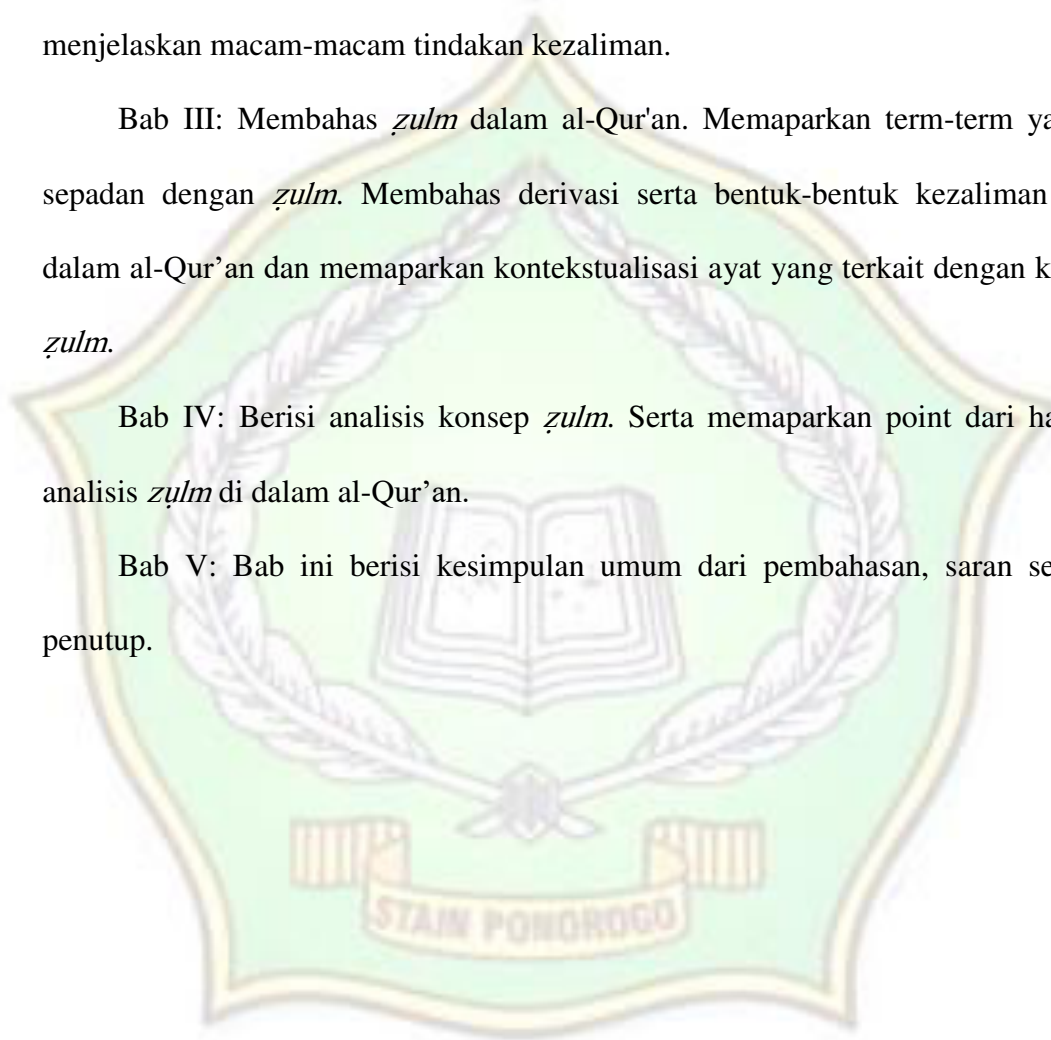 menjelaskan macam-macam tindakan kezaliman.
Bab III: Membahas ẓulm dalam al-Qur'an. Memaparkan term-term ya
sepadan dengan ẓulm. Membahas derivasi serta bentuk-bentuk kezaliman
dalam al-Qur’an dan memaparkan kontekstualisasi ayat yang terkait dengan k
ẓulm.
Bab IV: Berisi analisis konsep ẓulm. Serta memaparkan point dari ha
analisis zụlm di dalam al-Qur’an.
Bab V: Bab ini berisi kesimpulan umum dari pembahasan, saran se
penutup.
STAIN PONOROGO